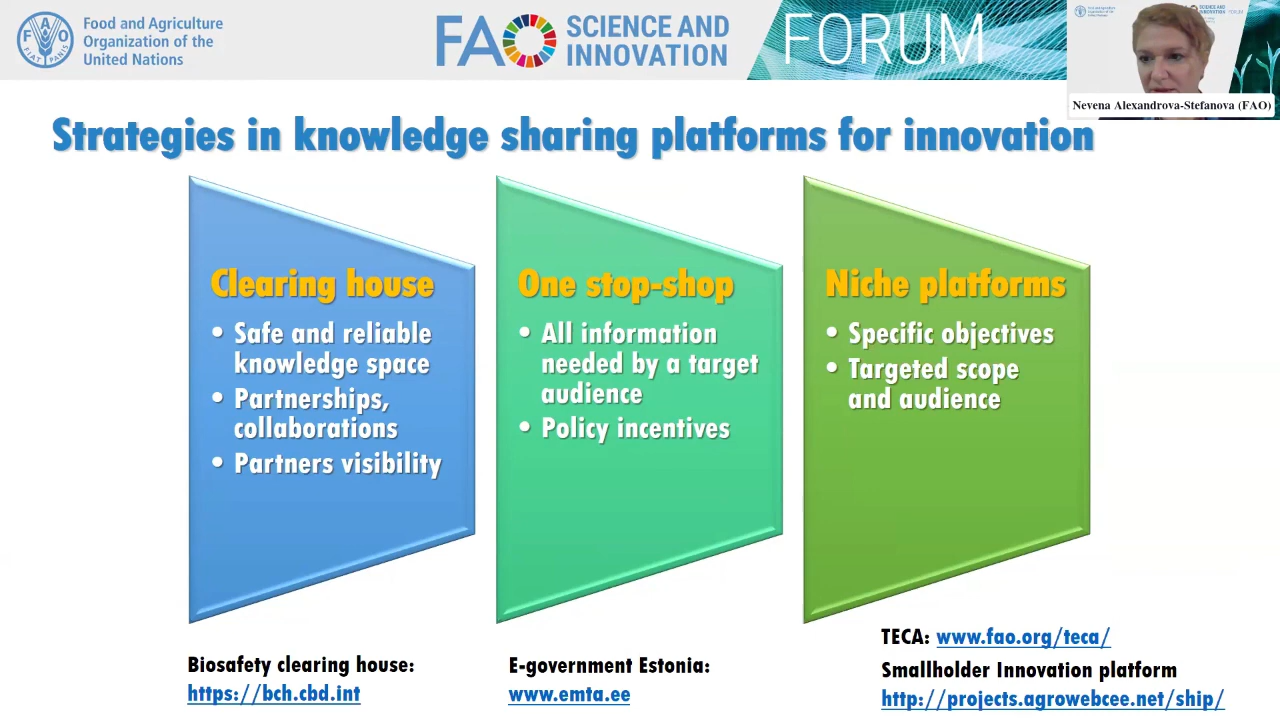 Food and Agriculture
Organization of the
United Nations
FAO SCIENCE AND
INNOVATION
FORUM
Nevena Alexandrova-Stefanova (FAO)
Strategies in knowledge sharing platforms for innovation
Clearing house
• Safe and reliable
knowledge space
• Partnerships,
collaborations
• Partners visibility
One stop-shop
• All information
needed by a target
audience
• Policy incentives
Niche platforms
• Specific objectives
• Targeted scope
and audience
Biosafety clearing house:
https://bch.cbd.int
E-government Estonia:
www.emta.ee
TECA: www.fao.org/teca/
Smallholder Innovation platform
http://projects.agrowebcee.net/ship/